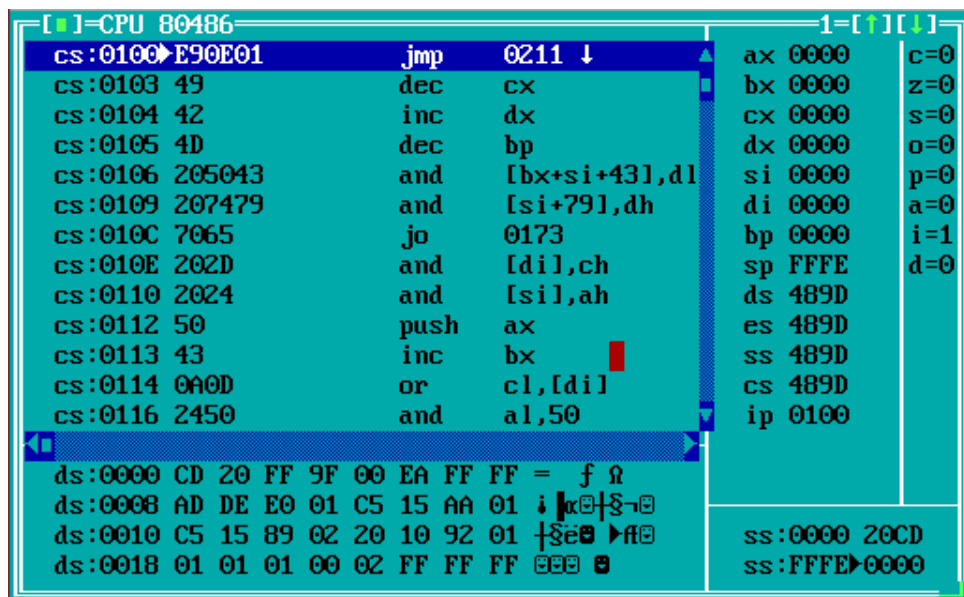 [■]=CPU 80486 1=[↑][↓]
cs:0100►E90E01 jmp 0211 ↓ ax 0000 c=0
cs:0103 49 dec cx bx 0000 z=0
cs:0104 42 inc dx cx 0000 s=0
cs:0105 4D dec bp dx 0000 o=0
cs:0106 205043 and [bx+si+43],dl si 0000 p=0
cs:0109 207479 and [si+79],dh di 0000 a=0
cs:010C 7065 jo 0173 bp 0000 i=1
cs:010E 202D and [di],ch sp FFFE d=0
cs:0110 2024 and [si],ah ds 489D
cs:0112 50 push ax es 489D
cs:0113 43 inc bx ss 489D
cs:0114 0A0D or cl,[di] cs 489D
cs:0116 2450 and al,50 ip 0100
ds:0000 CD 20 FF 9F 00 EA FF FF = ƒ Ω
ds:0008 AD DE E0 01 C5 15 AA 01 ¡▐α☺┼§¬☺
ds:0010 C5 15 89 02 20 10 92 01 ┼§ë☻ ►Æ☺ ss:0000 20CD
ds:0018 01 01 01 00 02 FF FF FF ☺☺☺ ☻ ss:FFFE►0000